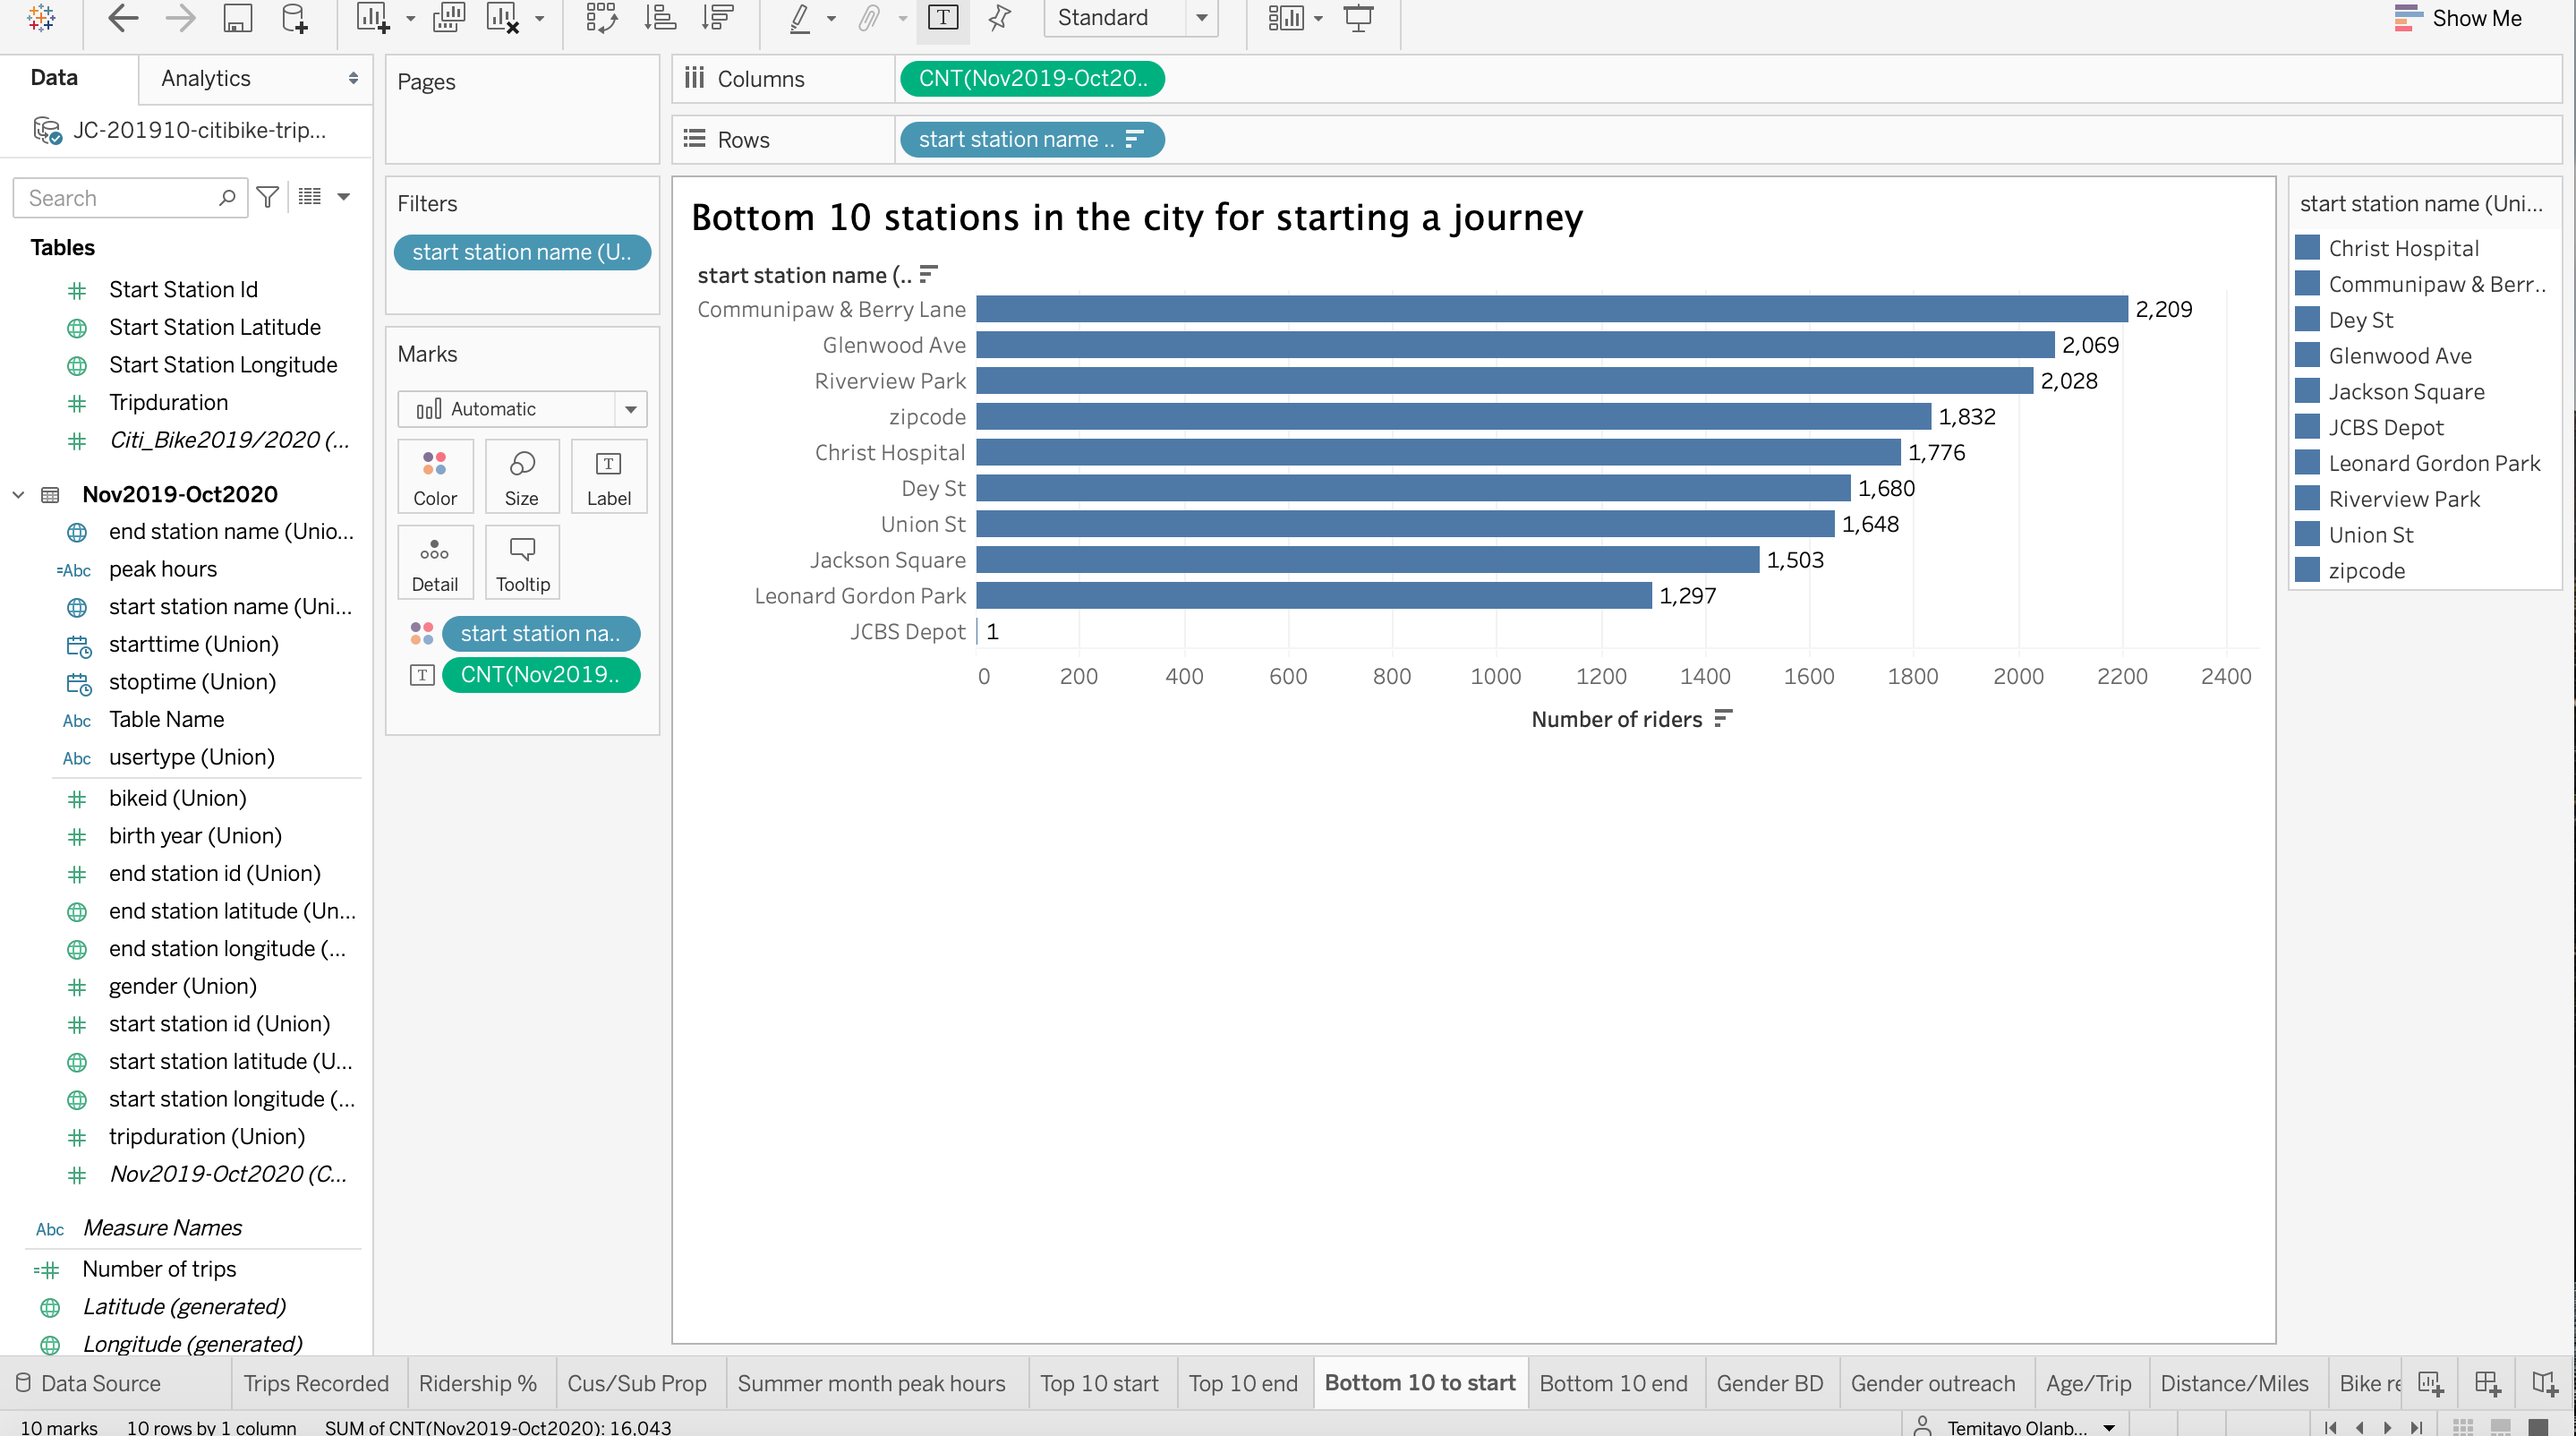 Standard
Show Me
Data
Analytics
JC-201910-citibike-trip...
Search
Tables
Start Station Id
Start Station Latitude
Start Station Longitude
Tripduration
Citi_Bike2019/2020 (...
Nov2019-Oct2020
end station name (Unio...
=Abc peak hours
start station name (Uni...
starttime (Union)
stoptime (Union)
Abc Table Name
Abc usertype (Union)
bikeid (Union)
birth year (Union)
end station id (Union)
end station latitude (Un...
end station longitude (...
gender (Union)
start station id (Union)
start station latitude (U...
start station longitude (...
tripduration (Union)
Nov2019-Oct2020 (C...
Abc Measure Names
Number of trips
Latitude (generated)
Longitude (generated)
Pages
Filters
start station name (U..
Marks
Automatic
Color
Size
Label
Detail
Tooltip
start station na..
CNT(Nov2019..
Columns
CNT(Nov2019-Oct20..
Rows
start station name ..
Bottom 10 stations in the city for starting a journey
start station name (..
Communipaw & Berry Lane 2,209
Glenwood Ave 2,069
Riverview Park 2,028
zipcode 1,832
Christ Hospital 1,776
Dey St 1,680
Union St 1,648
Jackson Square 1,503
Leonard Gordon Park 1,297
JCBS Depot 1
0 200 400 600 800 1000 1200 1400 1600 1800 2000 2200 2400
Number of riders
start station name (Uni...
Christ Hospital
Communipaw & Berr..
Dey St
Glenwood Ave
Jackson Square
JCBS Depot
Leonard Gordon Park
Riverview Park
Union St
zipcode
Data Source
Trips Recorded
Ridership %
Cus/Sub Prop
Summer month peak hours
Top 10 start
Top 10 end
Bottom 10 to start
Bottom 10 end
Gender BD
Gender outreach
Age/Trip
Distance/Miles
Bike re
10 marks
10 rows by 1 column
SUM of CNT(Nov2019-Oct2020): 16,043
Temitayo Olanb...